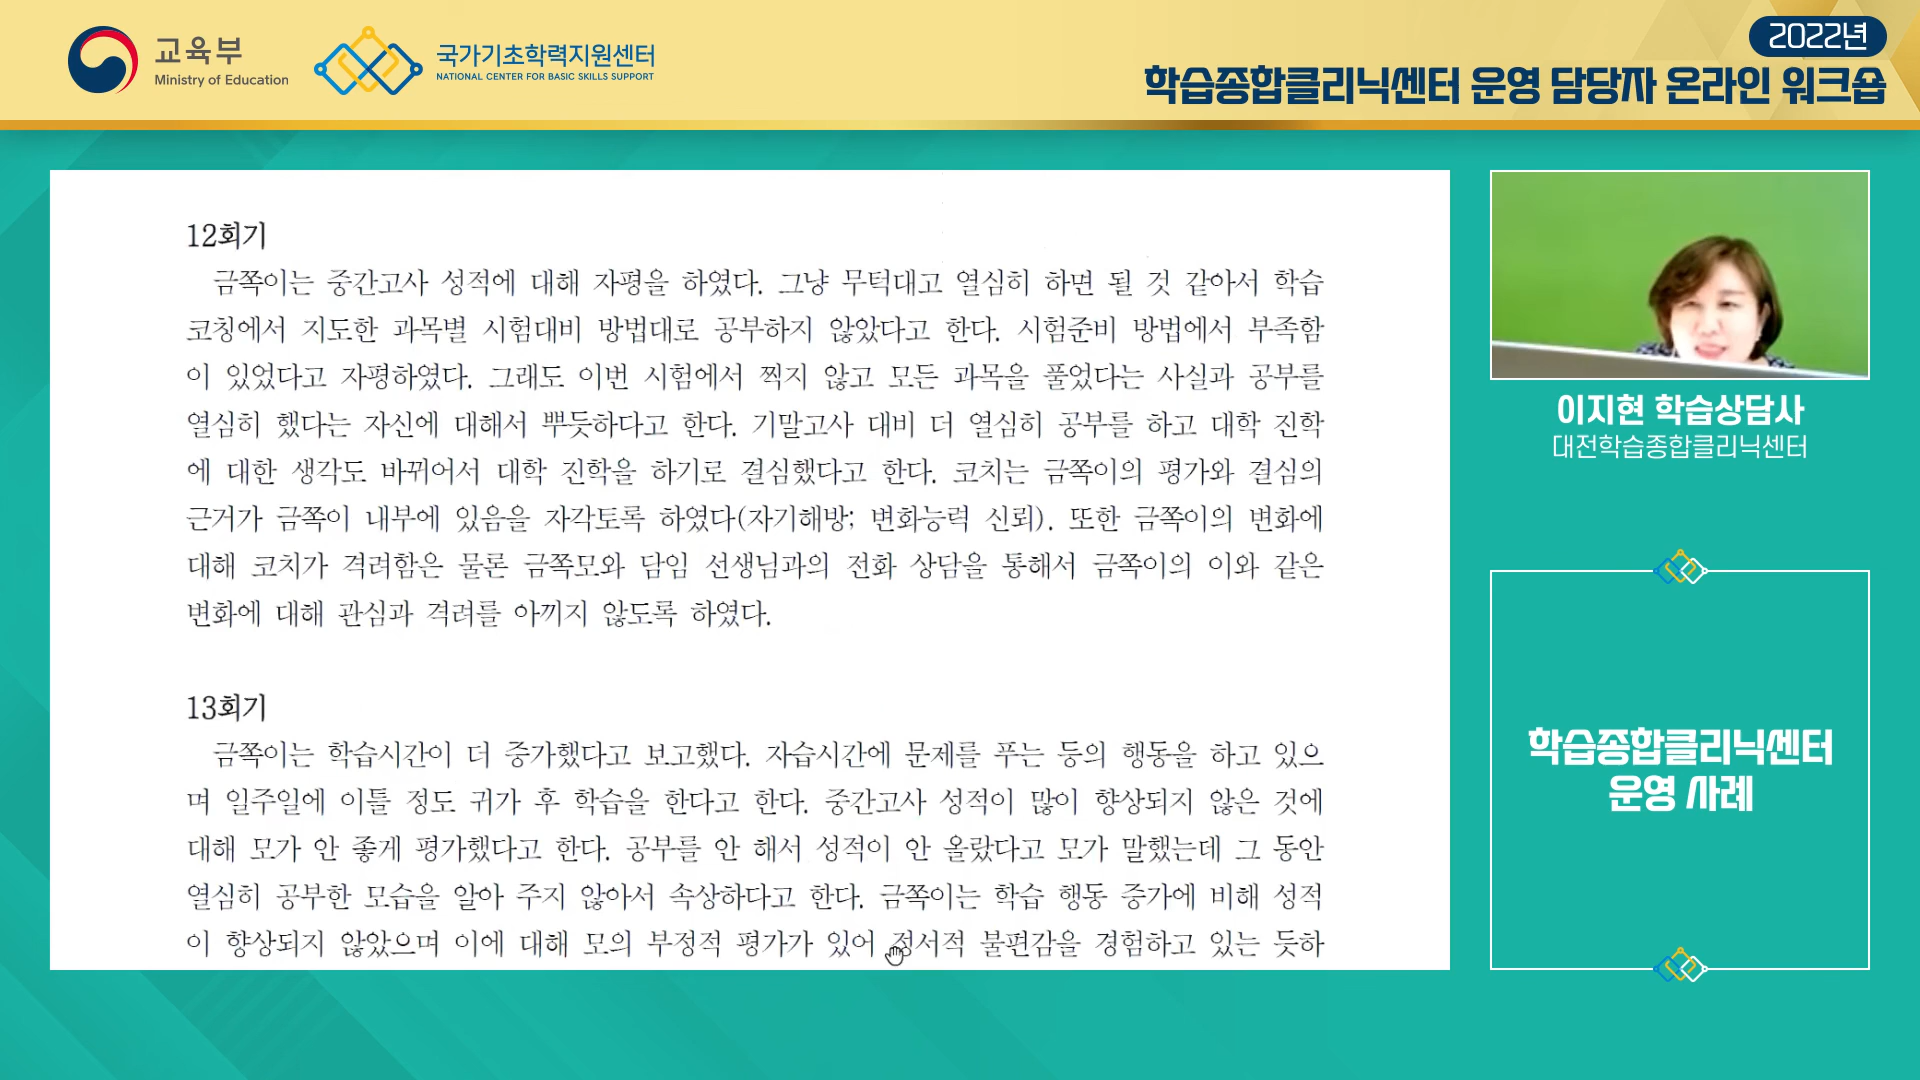 교육부
Ministry of Education
국가기초학력지원센터
NATIONAL CENTER FOR BASIC SKILLS SUPPORT
2022년
학습종합클리닉센터 운영 담당자 온라인 워크숍
12회기
금쪽이는 중간고사 성적에 대해 자평을 하였다. 그냥 무턱대고 열심히 하면 될 것 같아서 학습
코칭에서 지도한 과목별 시험대비 방법대로 공부하지 않았다고 한다. 시험준비 방법에서 부족함
이 있었다고 자평하였다. 그래도 이번 시험에서 찍지 않고 모든 과목을 풀었다는 사실과 공부를
열심히 했다는 자신에 대해서 뿌듯하다고 한다. 기말고사 대비 더 열심히 공부를 하고 대학 진학
에 대한 생각도 바뀌어서 대학 진학을 하기로 결심했다고 한다. 코치는 금쪽이의 평가와 결심의
근거가 금쪽이 내부에 있음을 자각토록 하였다(자기해방; 변화능력 신뢰). 또한 금쪽이의 변화에
대해 코치가 격려함은 물론 금쪽모와 담임 선생님과의 전화 상담을 통해서 금쪽이의 이와 같은
변화에 대해 관심과 격려를 아끼지 않도록 하였다.
13회기
금쪽이는 학습시간이 더 증가했다고 보고했다. 자습시간에 문제를 푸는 등의 행동을 하고 있으
며 일주일에 이틀 정도 귀가 후 학습을 한다고 한다. 중간고사 성적이 많이 향상되지 않은 것에
대해 모가 안 좋게 평가했다고 한다. 공부를 안 해서 성적이 안 올랐다고 모가 말했는데 그 동안
열심히 공부한 모습을 알아 주지 않아서 속상하다고 한다. 금쪽이는 학습 행동 증가에 비해 성적
이 향상되지 않았으며 이에 대해 모의 부정적 평가가 있어 정서적 불편감을 경험하고 있는 듯하
이지현 학습상담사
대전학습종합클리닉센터
학습종합클리닉센터
운영 사례